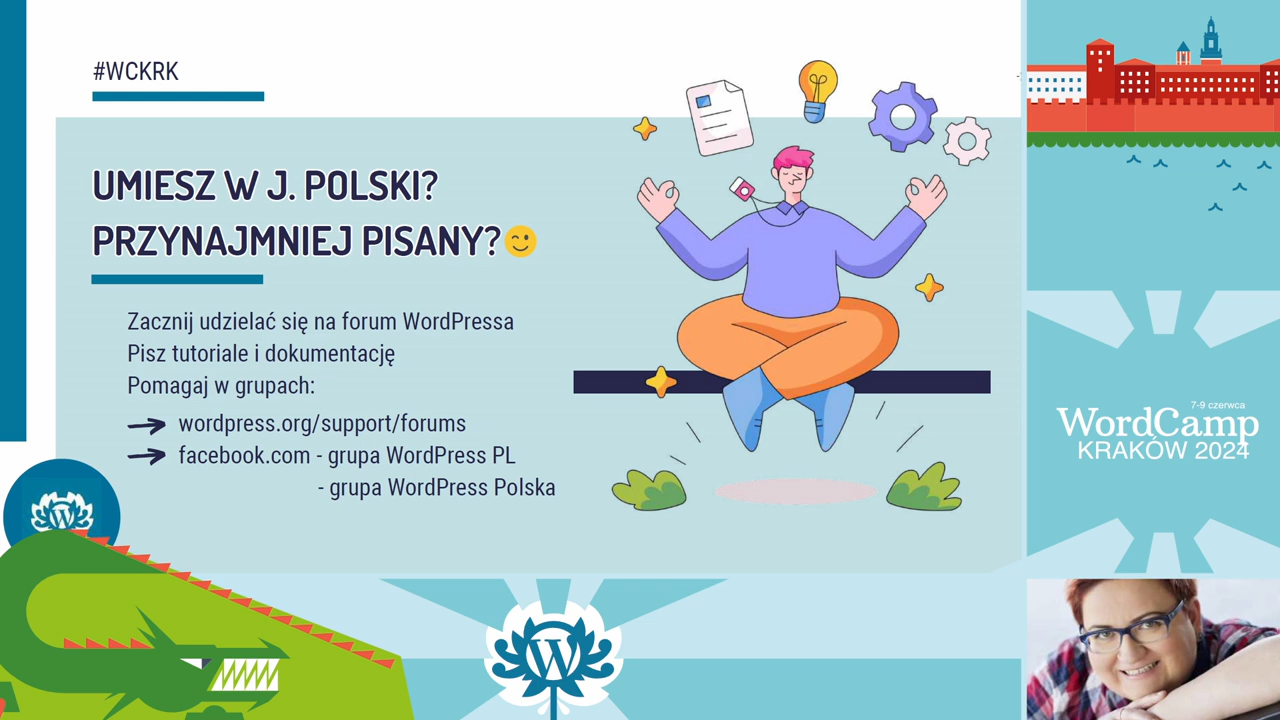 #WCKRK
UMIESZ W J. POLSKI?
PRZYNAJMNIEJ PISANY?
Zacznij udzielać się na forum WordPressa
Pisz tutoriale i dokumentację
Pomagaj w grupach:
wordpress.org/support/forums
facebook.com - grupa WordPress PL
- grupa WordPress Polska
7-9 czerwca
WordCamp
KRAKÓW 2024